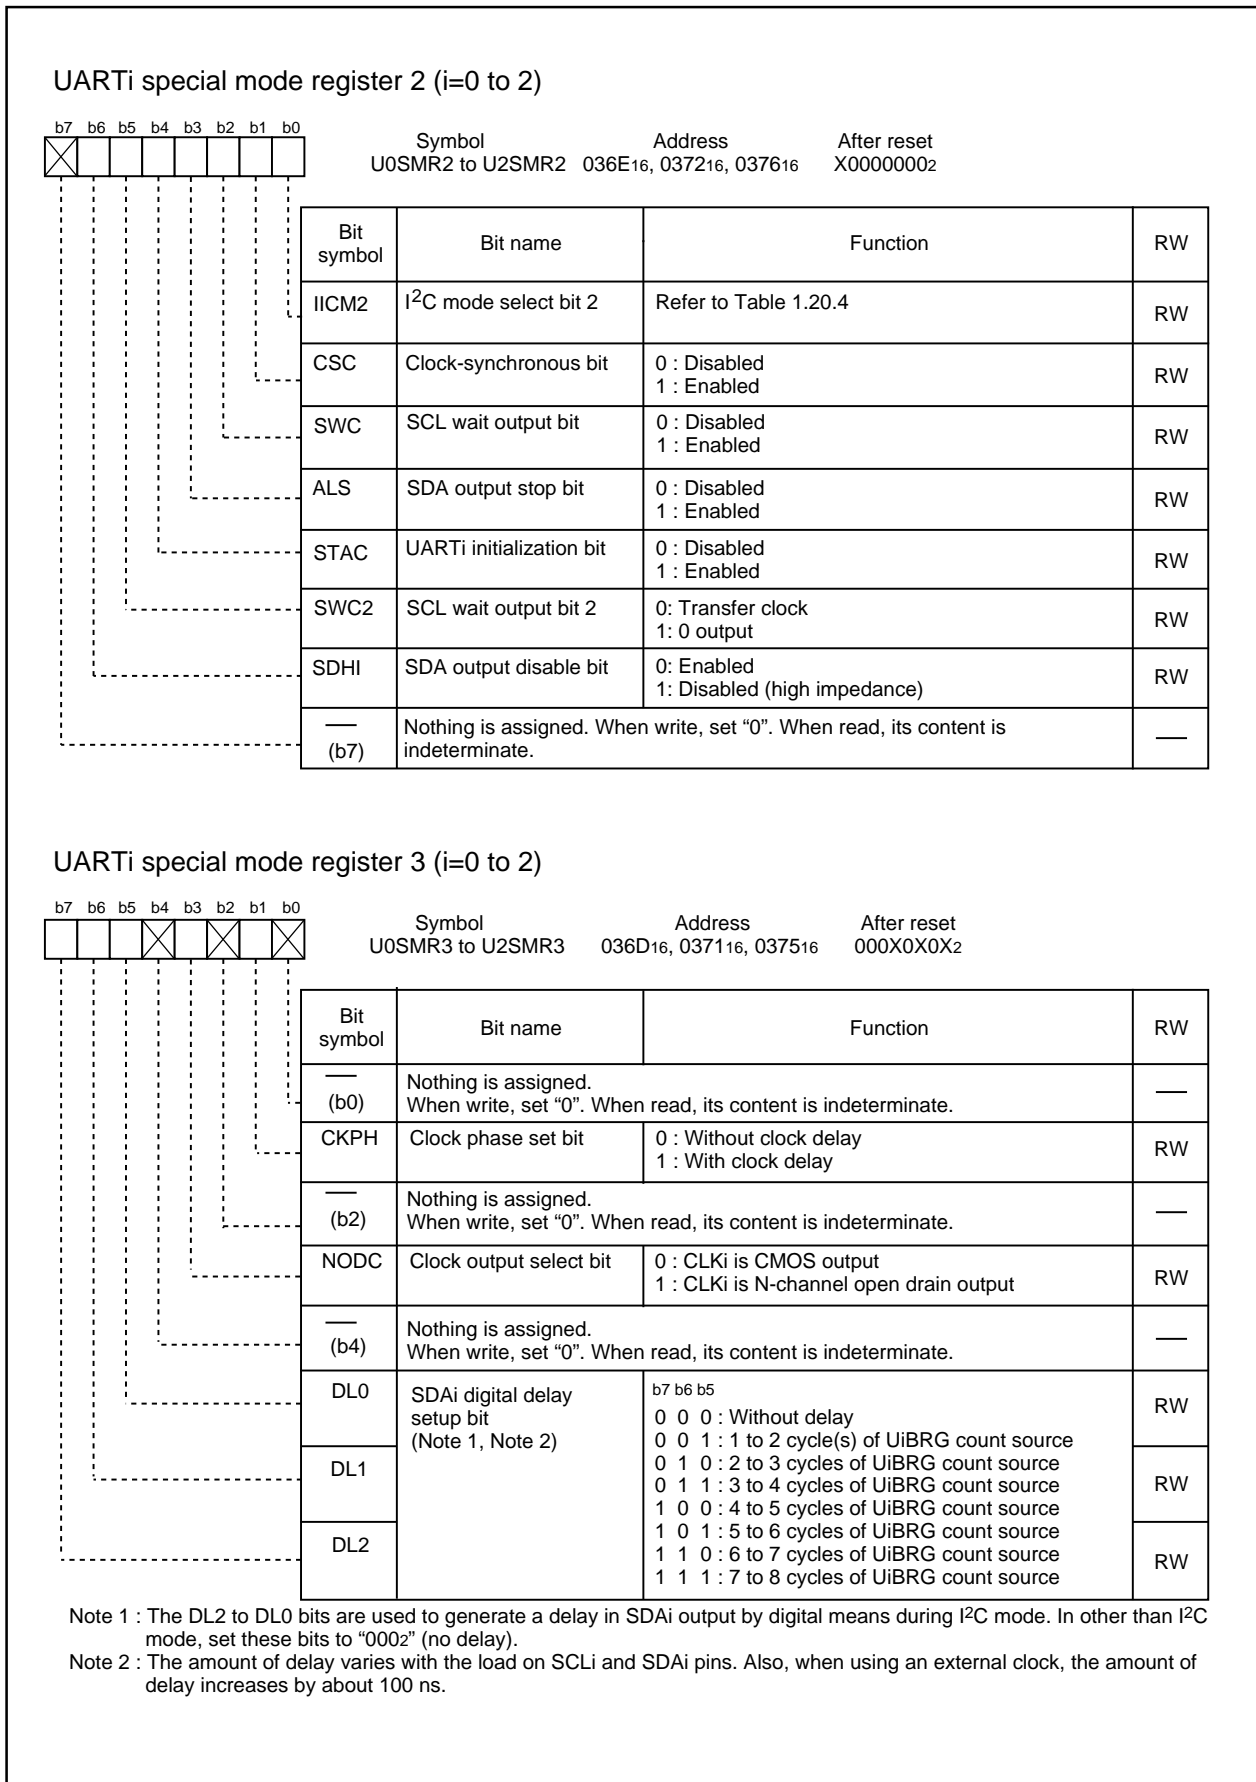 UARTi special mode register 2 (i=0 to 2)
b7 b6 b5 b4 b3 b2 b1 b0
Symbol Address After reset
U0SMR2 to U2SMR2 036E16, 037216, 037616 X00000002
Bit symbol Bit name Function RW
IICM2 I2C mode select bit 2 Refer to Table 1.20.4 RW
CSC Clock-synchronous bit 0 : Disabled
1 : Enabled RW
SWC SCL wait output bit 0 : Disabled
1 : Enabled RW
ALS SDA output stop bit 0 : Disabled
1 : Enabled RW
STAC UARTi initialization bit 0 : Disabled
1 : Enabled RW
SWC2 SCL wait output bit 2 0: Transfer clock
1: 0 output RW
SDHI SDA output disable bit 0: Enabled
1: Disabled (high impedance) RW
(b7) Nothing is assigned. When write, set “0”. When read, its content is
indeterminate. —
UARTi special mode register 3 (i=0 to 2)
b7 b6 b5 b4 b3 b2 b1 b0
Symbol Address After reset
U0SMR3 to U2SMR3 036D16, 037116, 037516 000X0X0X2
Bit symbol Bit name Function RW
(b0) Nothing is assigned.
When write, set “0”. When read, its content is indeterminate. —
CKPH Clock phase set bit 0 : Without clock delay
1 : With clock delay RW
(b2) Nothing is assigned.
When write, set “0”. When read, its content is indeterminate. —
NODC Clock output select bit 0 : CLKi is CMOS output
1 : CLKi is N-channel open drain output RW
(b4) Nothing is assigned.
When write, set “0”. When read, its content is indeterminate. —
DL0 SDAi digital delay
setup bit
(Note 1, Note 2)
b7 b6 b5
0 0 0 : Without delay
0 0 1 : 1 to 2 cycle(s) of UiBRG count source
RW
DL1
0 1 0 : 2 to 3 cycles of UiBRG count source
0 1 1 : 3 to 4 cycles of UiBRG count source
1 0 0 : 4 to 5 cycles of UiBRG count source
RW
DL2
1 0 1 : 5 to 6 cycles of UiBRG count source
1 1 0 : 6 to 7 cycles of UiBRG count source
1 1 1 : 7 to 8 cycles of UiBRG count source
RW
Note 1 : The DL2 to DL0 bits are used to generate a delay in SDAi output by digital means during I2C mode. In other than I2C
mode, set these bits to “0002” (no delay).
Note 2 : The amount of delay varies with the load on SCLi and SDAi pins. Also, when using an external clock, the amount of
delay increases by about 100 ns.